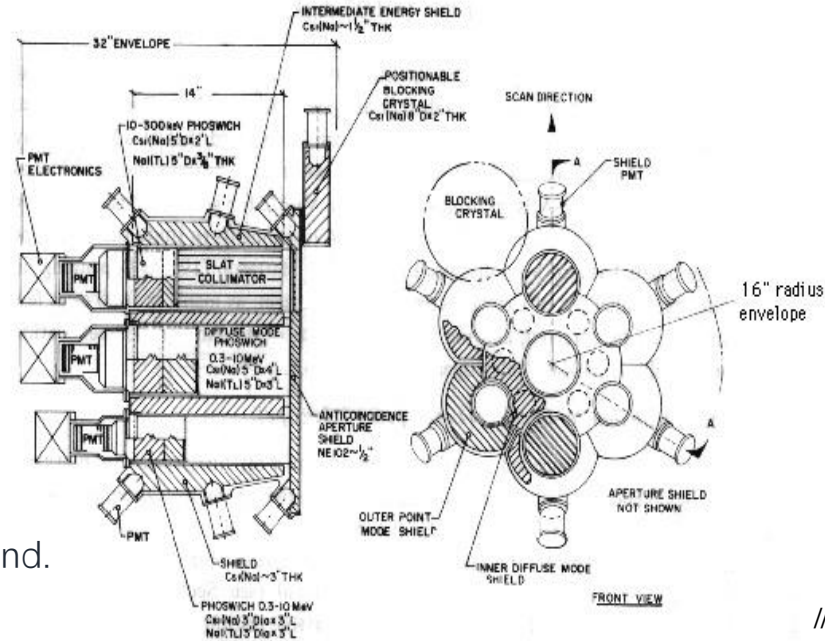 INTERMEDIATE ENERGY SHIELD
CsI(Na)~1½" THK
32" ENVELOPE
14"
POSITIONABLE
BLOCKING
CRYSTAL
CsI(Na)8"D×2"THK
SCAN DIRECTION
10-300keV PHOSWICH
CsI(Na)5"D×2"L
NaI(TL)5"D×⅜"THK
PMT
ELECTRONICS
A
SHIELD
PMT
BLOCKING
CRYSTAL
PMT
SLAT
COLLIMATOR
16" radius
envelope
DIFFUSE MODE
PHOSWICH
0.3-10MeV
CsI(Na)5"D×4"L
NaI(TL)5"D×3"L
PMT
ANTICOINCIDENCE
APERTURE
SHIELD
NE102~½"
PMT
A
APERTURE SHIELD
NOT SHOWN
OUTER POINT
MODE SHIELD
PMT
INNER DIFFUSE MODE
SHIELD
nd.
SHIELD
CsI(Na)~3"THK
FRONT VIEW
PHOSWICH 0.3-10 MeV
CsI(Na)3"Dia×3"L
NaI(TL)3"Dia×3"L
//